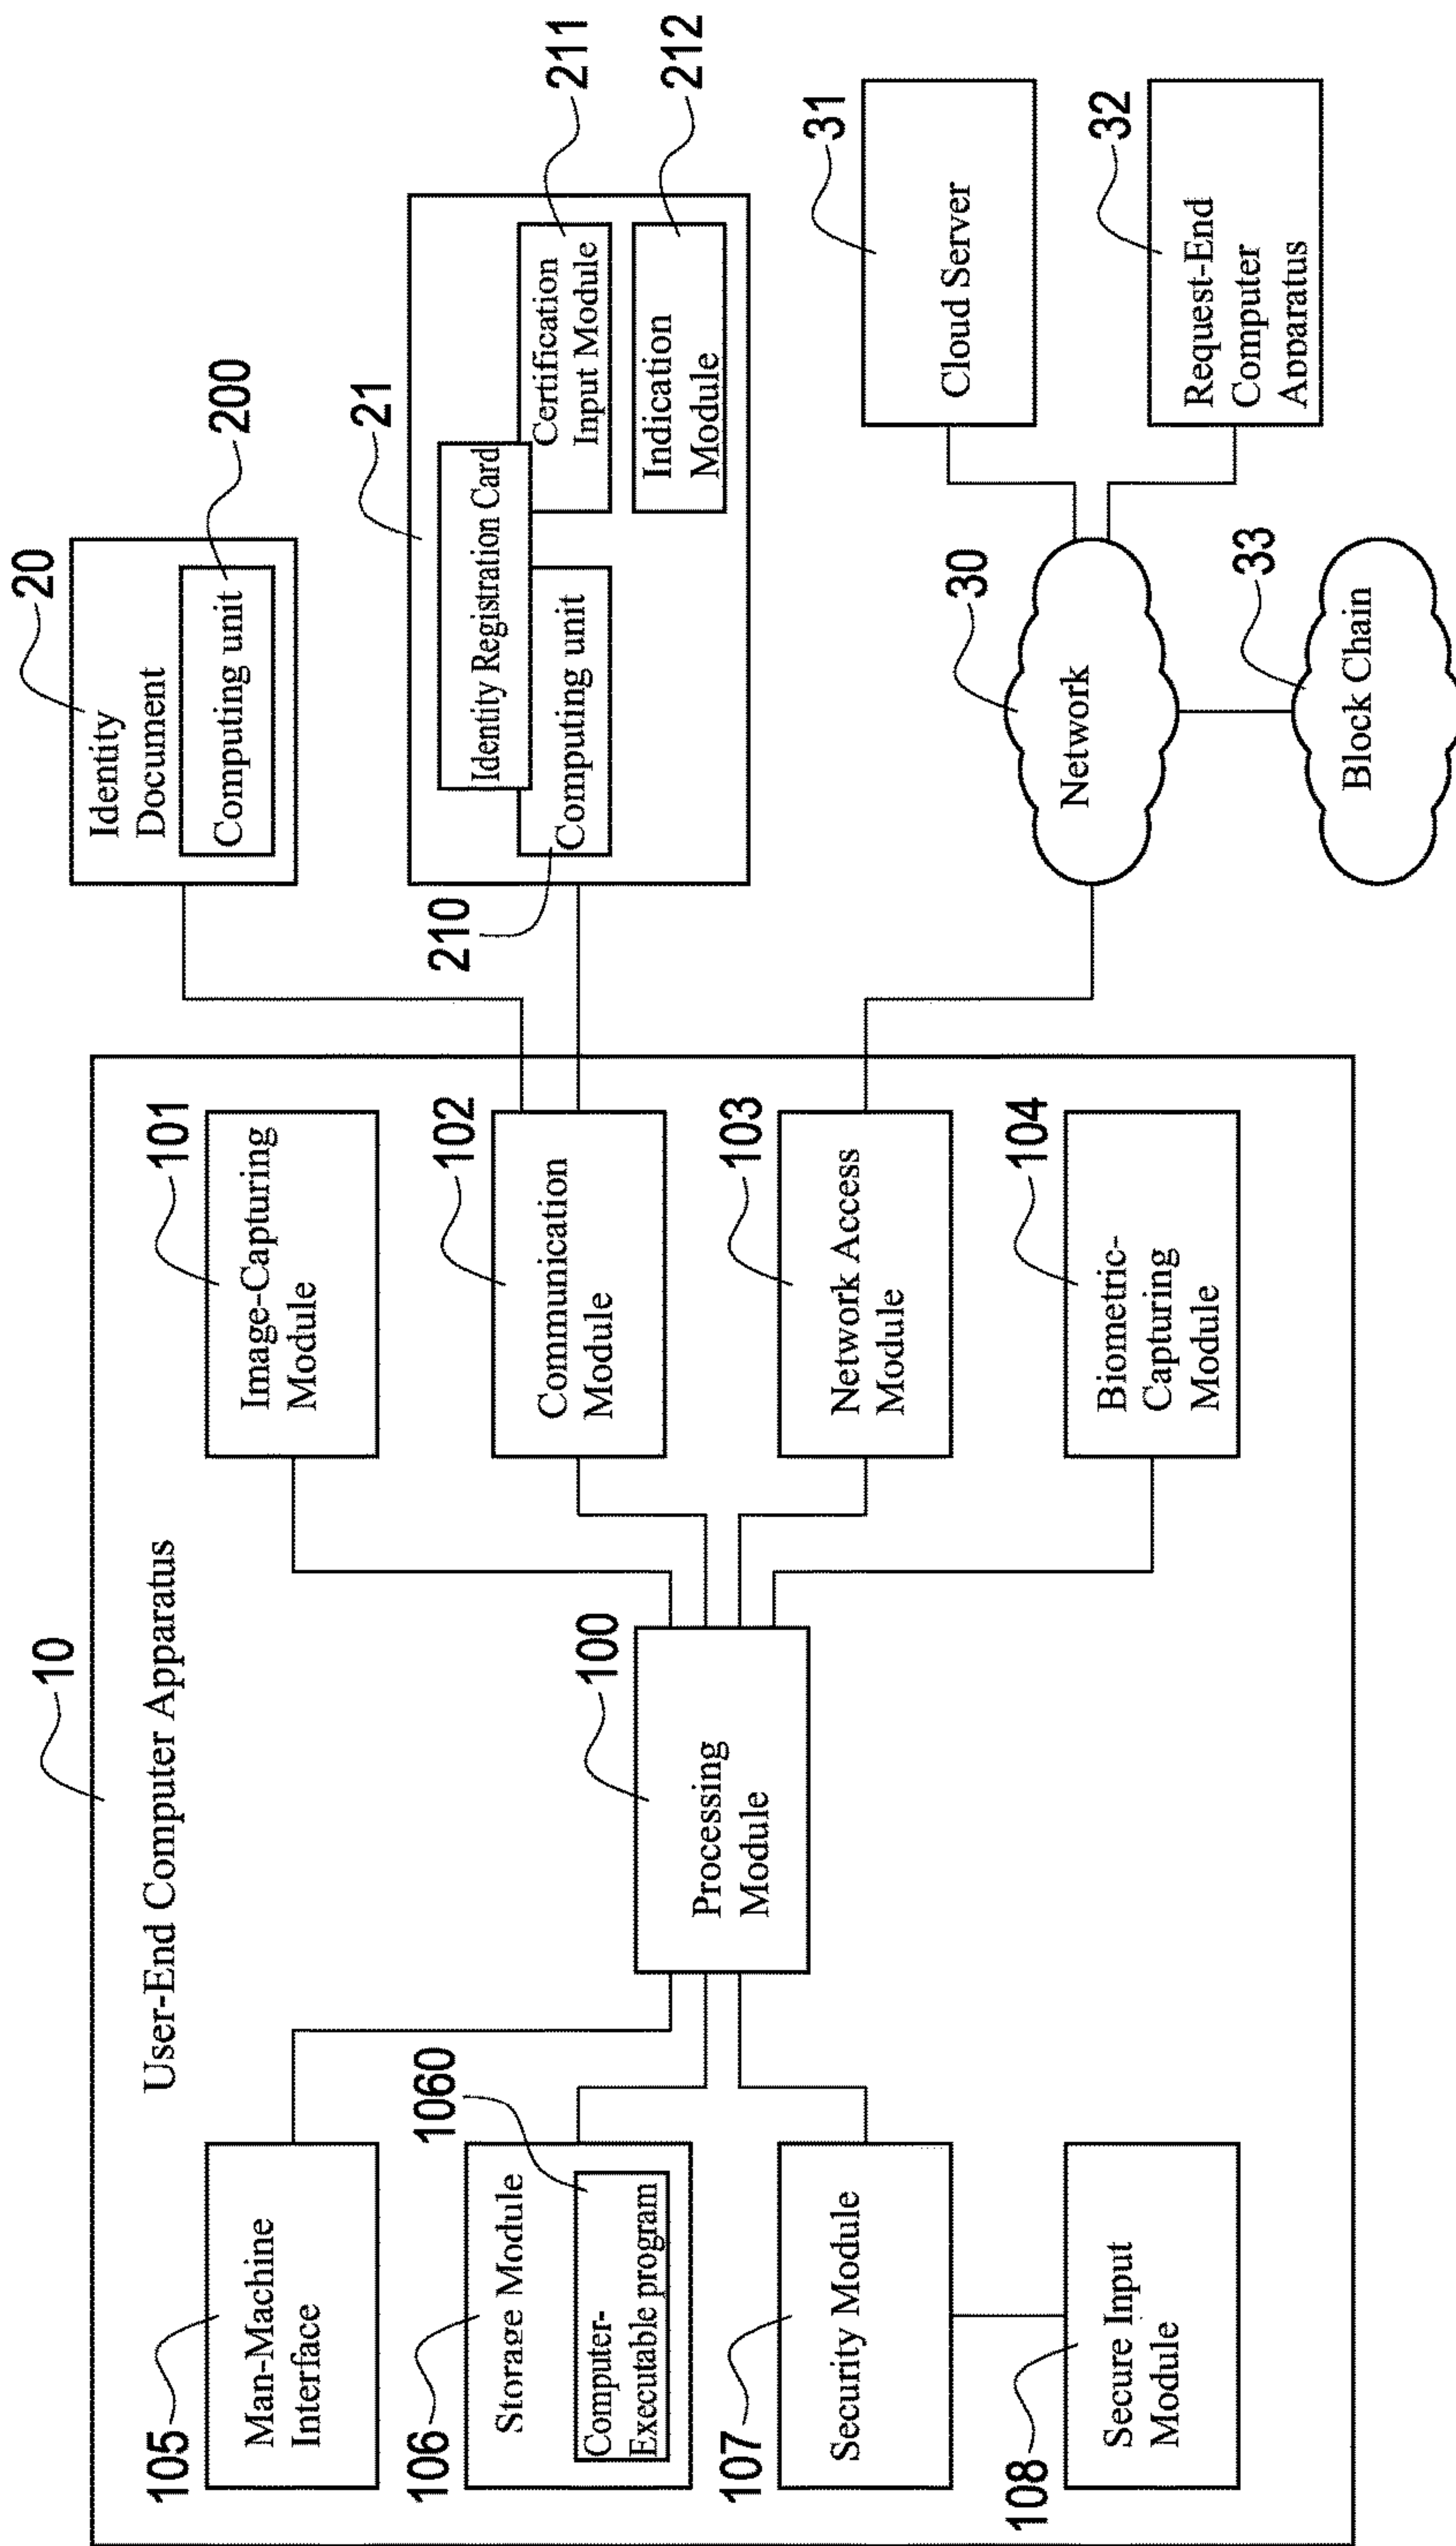 10
User-End Computer Apparatus
105
Man-Machine
Interface
106
Storage Module
1060
Computer-
Executable program
107
Security Module
108
Secure Input
Module
100
Processing
Module
101
Image-Capturing
Module
102
Communication
Module
103
Network Access
Module
104
Biometric-
Capturing
Module
20
Identity
Document
200
Computing unit
21
Identity Registration Card
210
Computing unit
211
Certification
Input Module
212
Indication
Module
30
Network
31
Cloud Server
32
Request-End
Computer
Apparatus
33
Block Chain